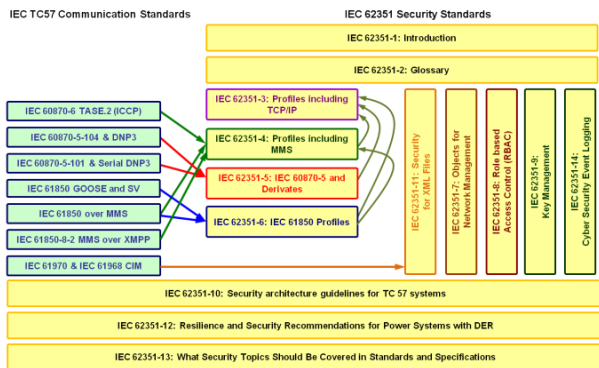 IEC TC57 Communication Standards
IEC 62351 Security Standards
IEC 62351-1: Introduction
IEC 62351-2: Glossary
IEC 60870-6 TASE.2 (ICCP)
IEC 60870-5-104 & DNP3
IEC 60870-5-101 & Serial DNP3
IEC 61850 GOOSE and SV
IEC 61850 over MMS
IEC 61850-8-2 MMS over XMPP
IEC 61970 & IEC 61968 CIM
IEC 62351-3: Profiles including
TCP/IP
IEC 62351-4: Profiles including
MMS
IEC 62351-5: IEC 60870-5 and
Derivates
IEC 62351-6: IEC 61850 Profiles
IEC 62351-11: Security
for XML Files
IEC 62351-7: Objects for
Network Management
IEC 62351-8: Role based
Access Control (RBAC)
IEC 62351-9:
Key Management
IEC 62351-14:
Cyber Security Event Logging
IEC 62351-10: Security architecture guidelines for TC 57 systems
IEC 62351-12: Resilience and Security Recommendations for Power Systems with DER
IEC 62351-13: What Security Topics Should Be Covered in Standards and Specifications